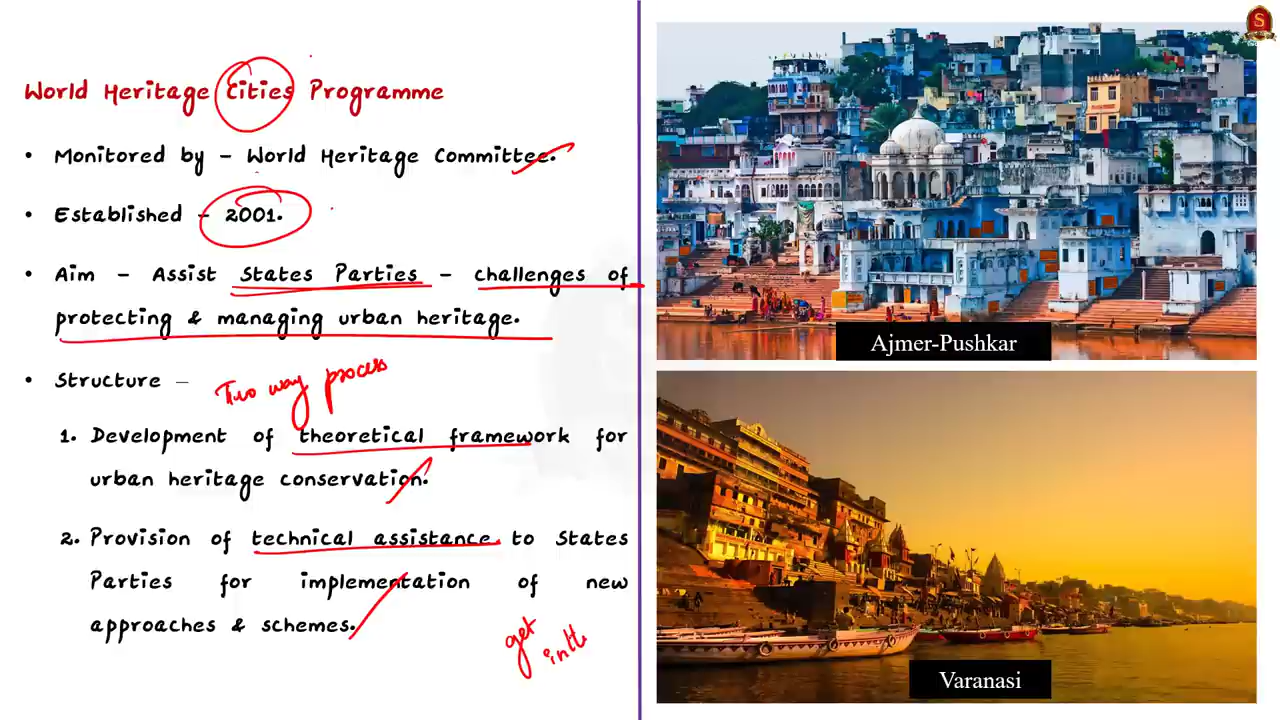 World Heritage Cities Programme
• Monitored by – World Heritage Committee.
• Established – 2001.
• Aim – Assist States Parties – challenges of
protecting & managing urban heritage.
• Structure –
Two way process
1. Development of theoretical framework for
urban heritage conservation.
2. Provision of technical assistance to States
Parties for implementation of new
approaches & schemes.
get
Ajmer-Pushkar
Varanasi
S